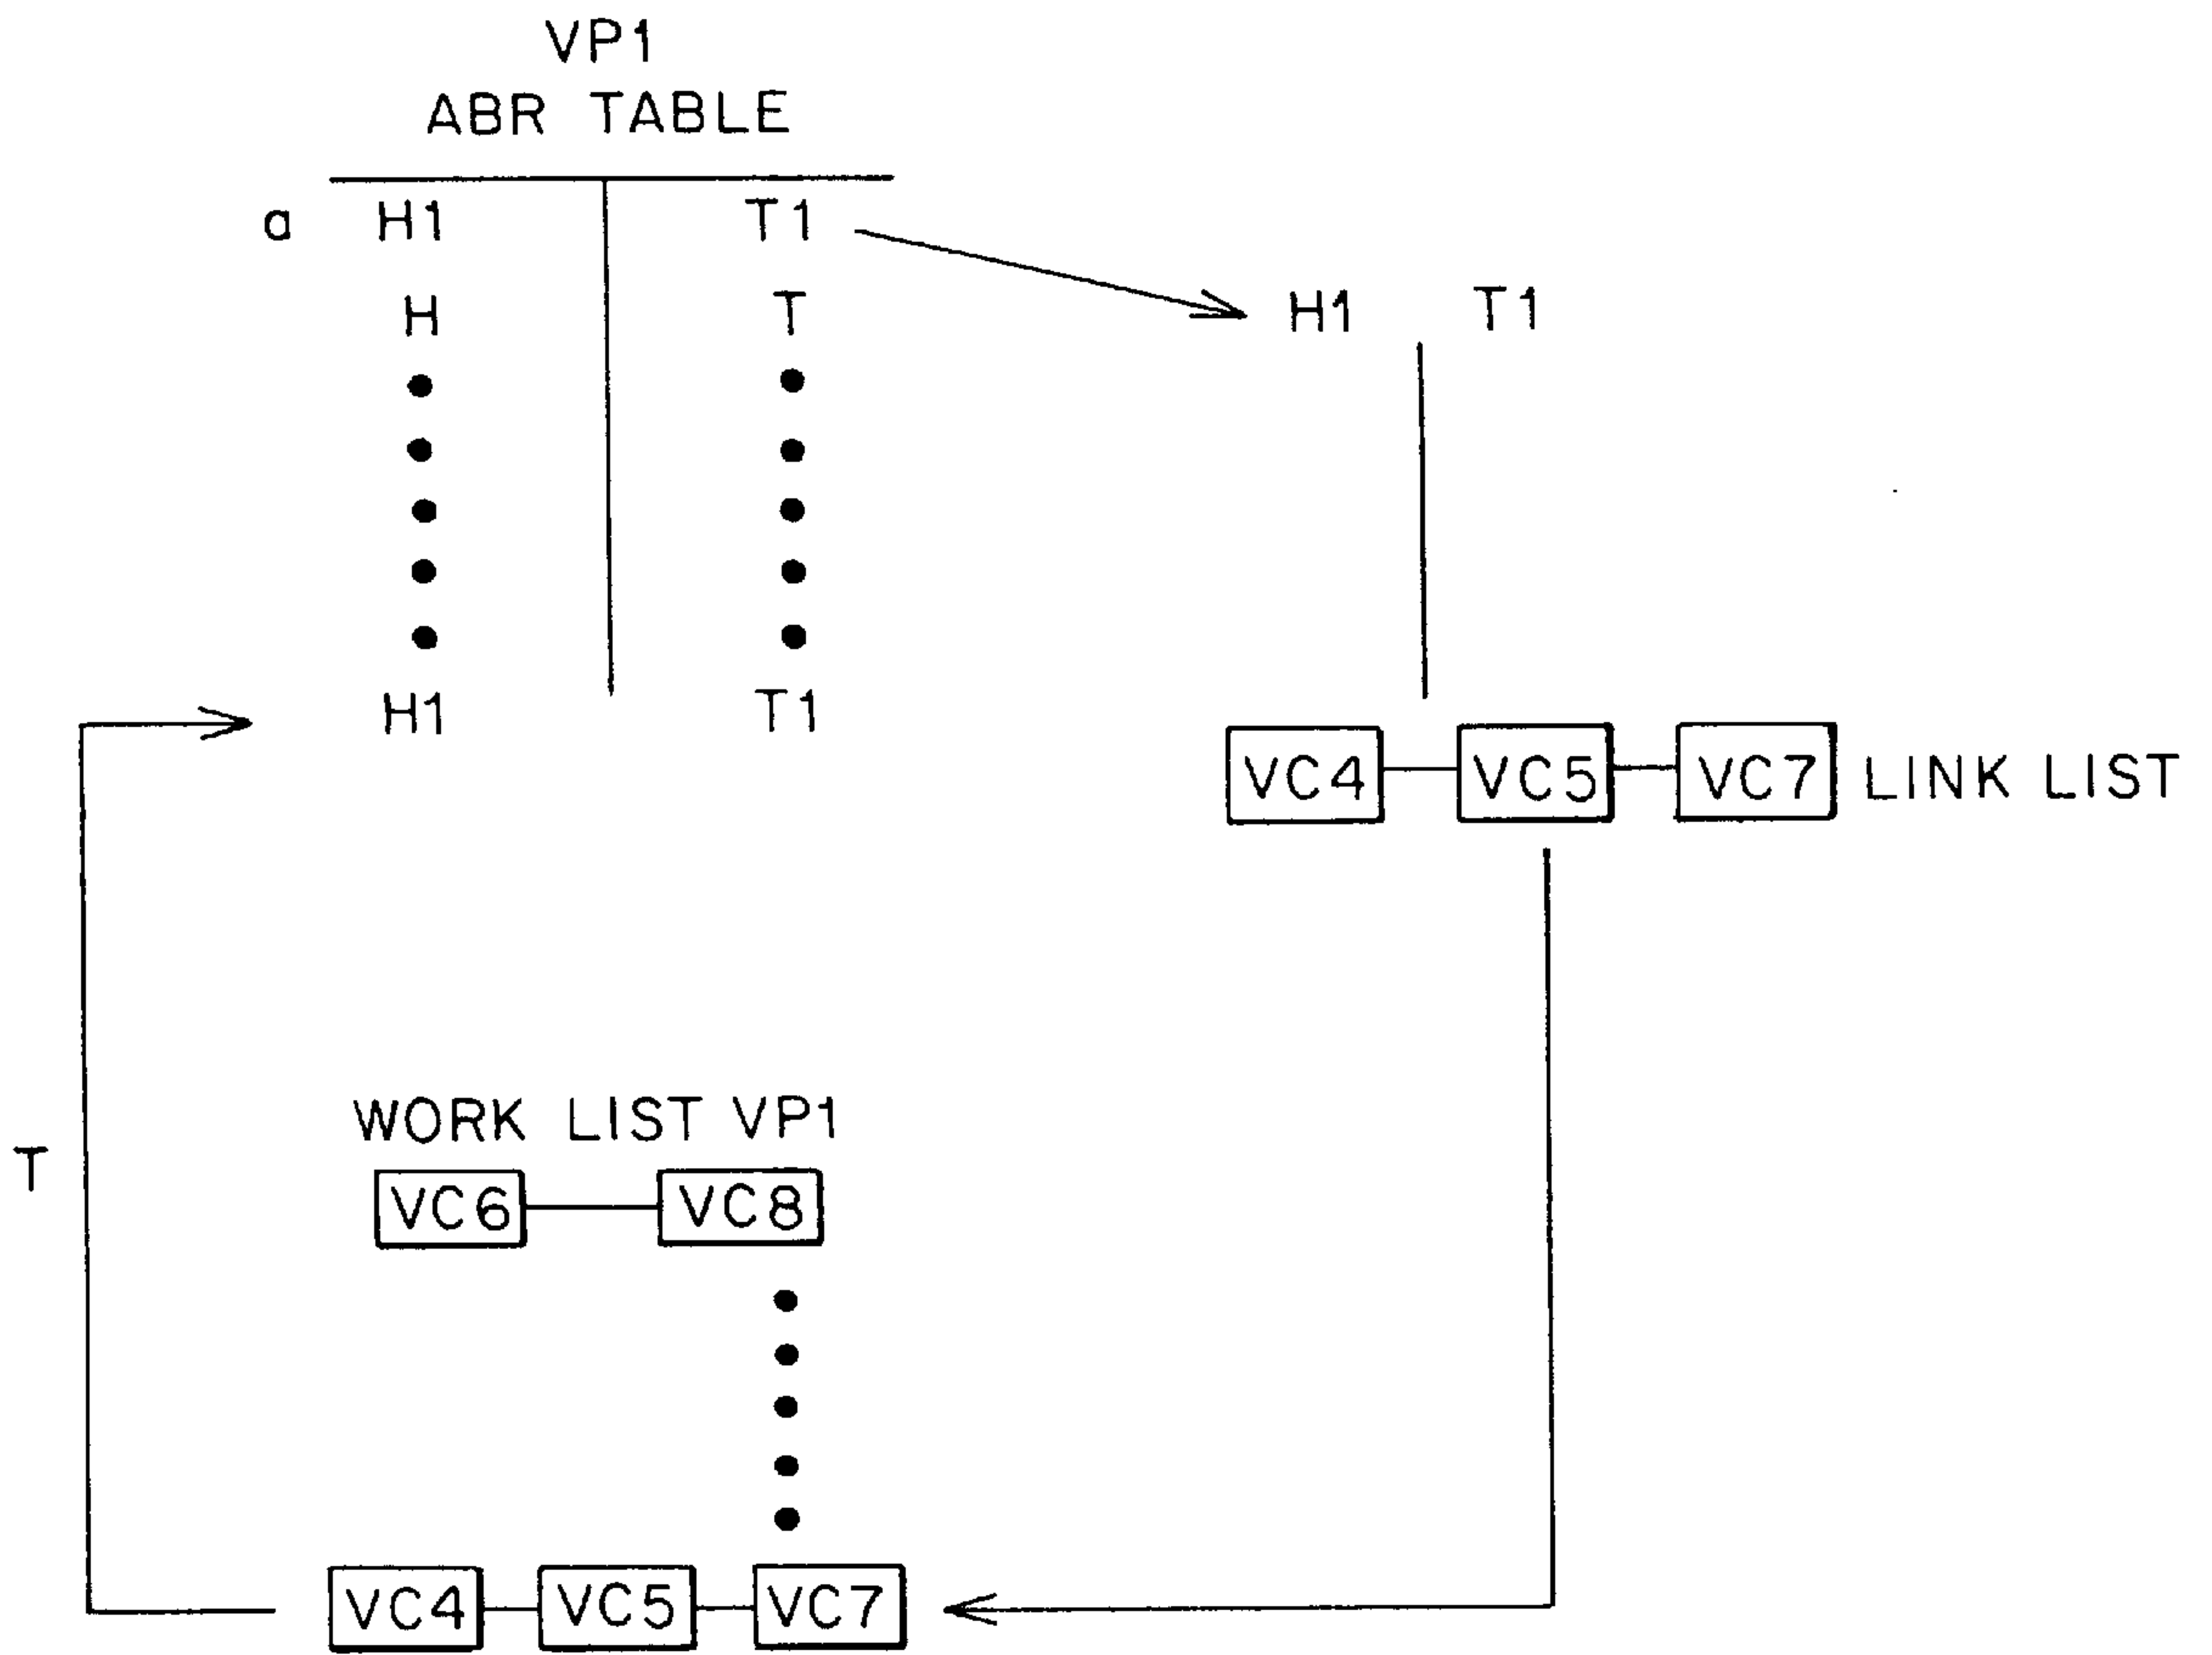 VP1
ABR TABLE
a H1 T1
H T
H1 T1
H1 T1
VC4 VC5 VC7 LINK LIST
WORK LIST VP1
T
VC6 VC8
VC4 VC5 VC7